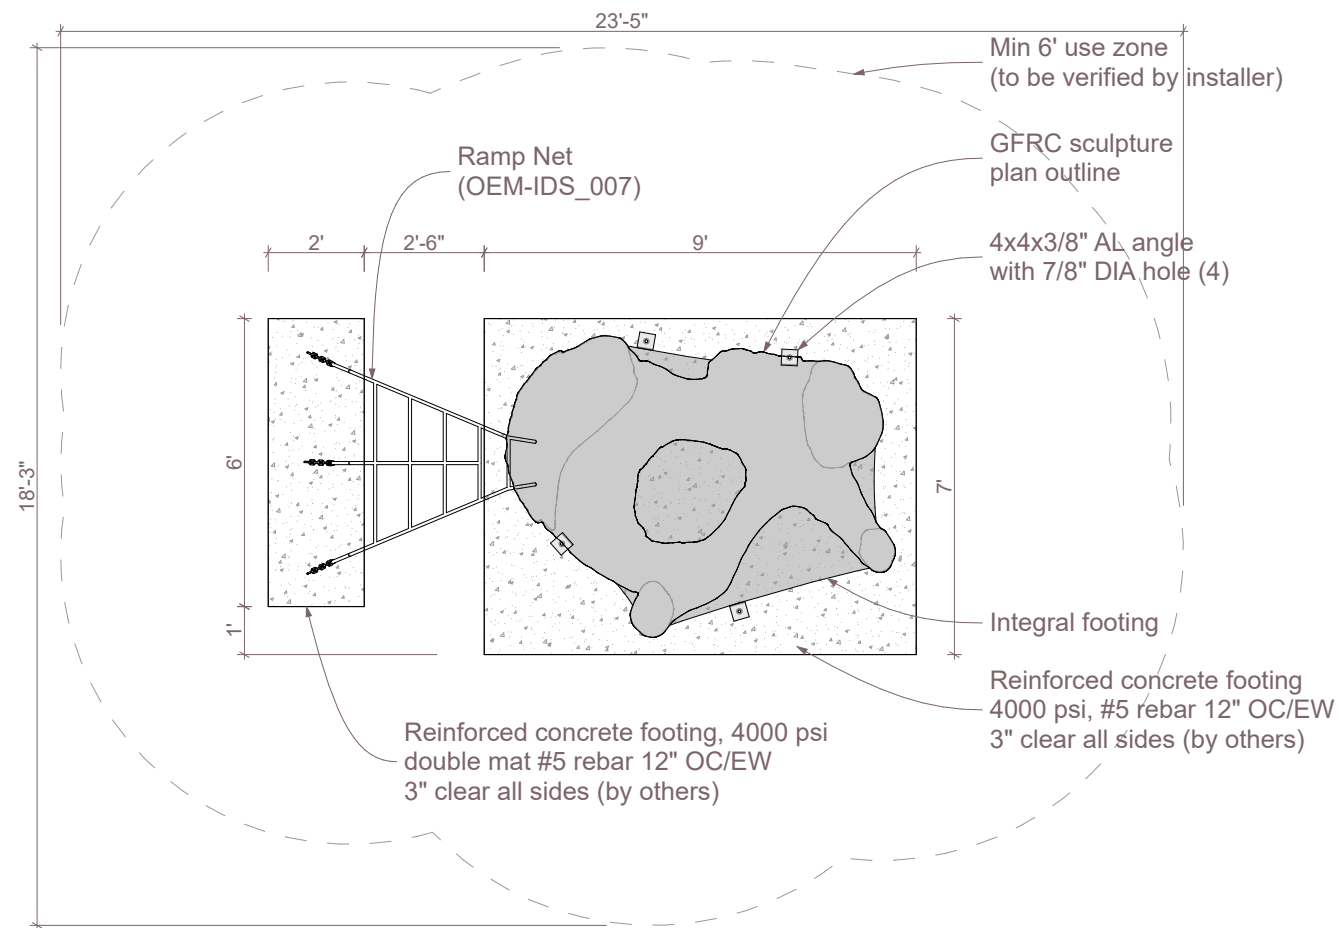 23'-5"
Min 6' use zone
(to be verified by installer)
GFRC sculpture
plan outline
Ramp Net
(OEM-IDS_007)
4x4x3/8" AL angle
with 7/8" DIA hole (4)
2'
2'-6"
9'
18'-3"
6'
7'
1'
Integral footing
Reinforced concrete footing
4000 psi, #5 rebar 12" OC/EW
3" clear all sides (by others)
Reinforced concrete footing, 4000 psi
double mat #5 rebar 12" OC/EW
3" clear all sides (by others)